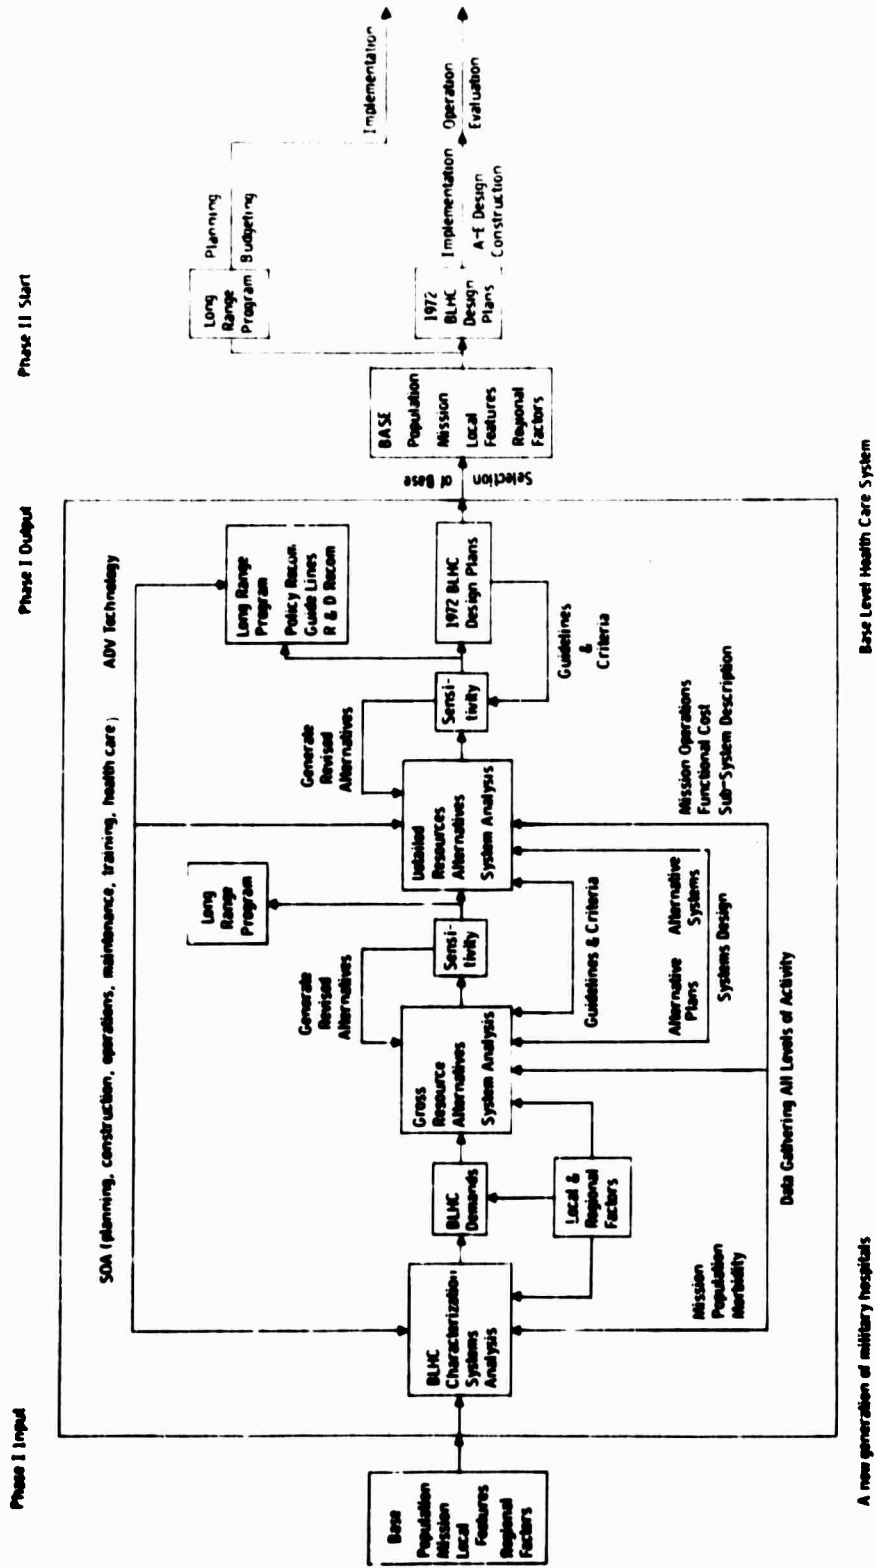 Phase I Input
Phase I Output
Phase II Start
SOA (planning, construction, operations, maintenance, training, health care)
ADV Technology
Base
Population
Mission
Local
Features
Regional
Factors
BLHC
Characterization
Systems
Analysis
BLHC
Demands
Local &
Regional
Factors
Mission
Population
Morbidity
Gross
Resource
Alternatives
System Analysis
Generate
Revised
Alternatives
Sensi-
tivity
Long
Range
Program
Guidelines & Criteria
Alternative
Plans
Alternative
Systems
Systems Design
Data Gathering All Levels of Activity
Detailed
Resources
Alternatives
System Analysis
Generate
Revised
Alternatives
Sensi-
tivity
Mission Operations
Functional Cost
Sub-System Description
Long Range
Program
Policy Recom.
Guide Lines
R & D Recom
1972 BLHC
Design Plans
Guidelines
&
Criteria
Selection
of Base
BASE
Population
Mission
Local
Features
Regional
Factors
Long
Range
Program
Planning
Budgeting
Implementation
1972
BLHC
Design
Plans
Implementation
A-E Design
Construction
Operation
Evaluation
A new generation of military hospitals
Base Level Health Care System